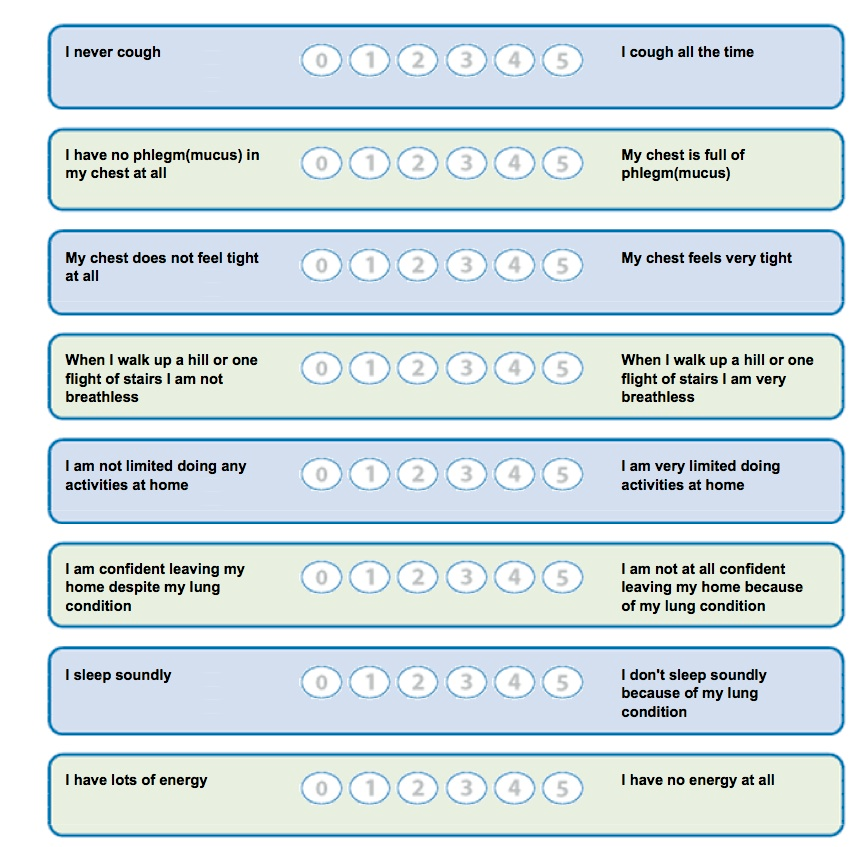 I never cough
0 1 2 3 4 5
I cough all the time
I have no phlegm(mucus) in
my chest at all
0 1 2 3 4 5
My chest is full of
phlegm(mucus)
My chest does not feel tight
at all
0 1 2 3 4 5
My chest feels very tight
When I walk up a hill or one
flight of stairs I am not
breathless
0 1 2 3 4 5
When I walk up a hill or one
flight of stairs I am very
breathless
I am not limited doing any
activities at home
0 1 2 3 4 5
I am very limited doing
activities at home
I am confident leaving my
home despite my lung
condition
0 1 2 3 4 5
I am not at all confident
leaving my home because
of my lung condition
I sleep soundly
0 1 2 3 4 5
I don't sleep soundly
because of my lung
condition
I have lots of energy
0 1 2 3 4 5
I have no energy at all